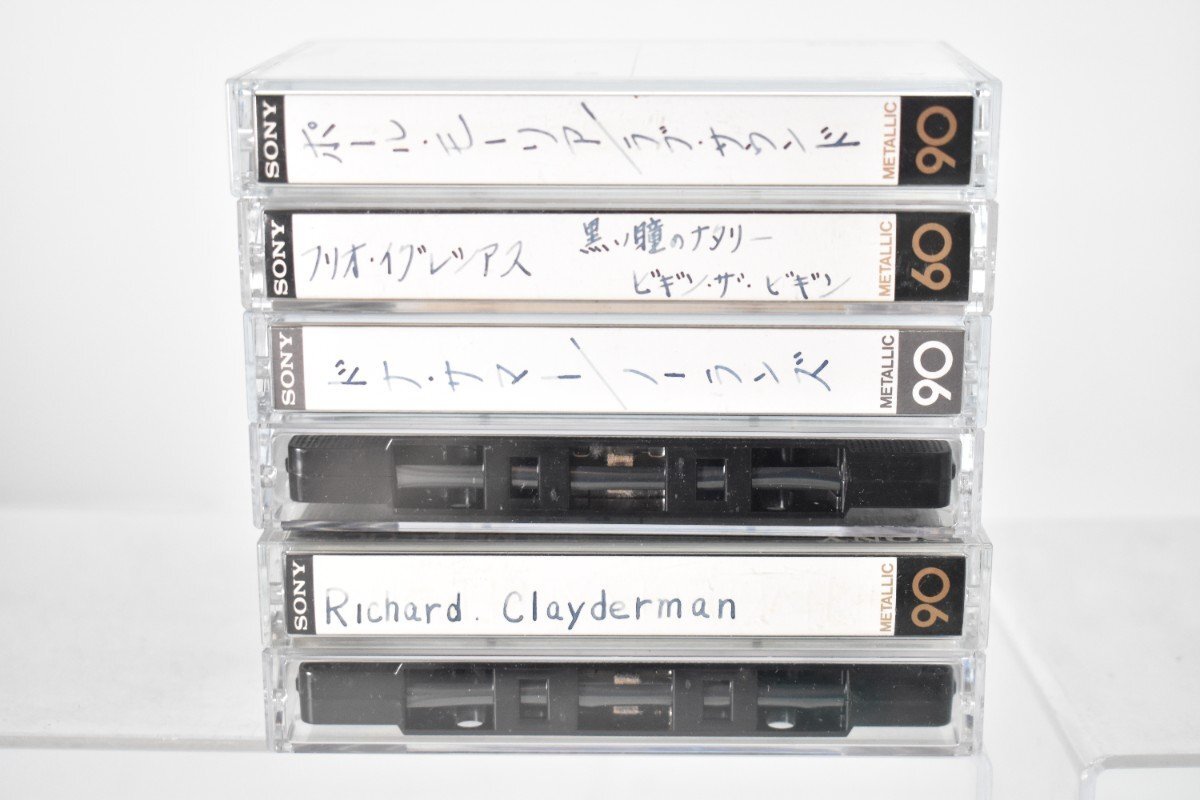 SONY ポール・モーリア/ラブ・サウンド METALLIC 90
SONY フリオ・イグレシアス 黒い瞳のナタリー METALLIC 60
ビギン・ザ・ビギン
SONY ドナ・サマー/ノーランズ METALLIC 90
SONY
SONY Richard. Clayderman METALLIC 90